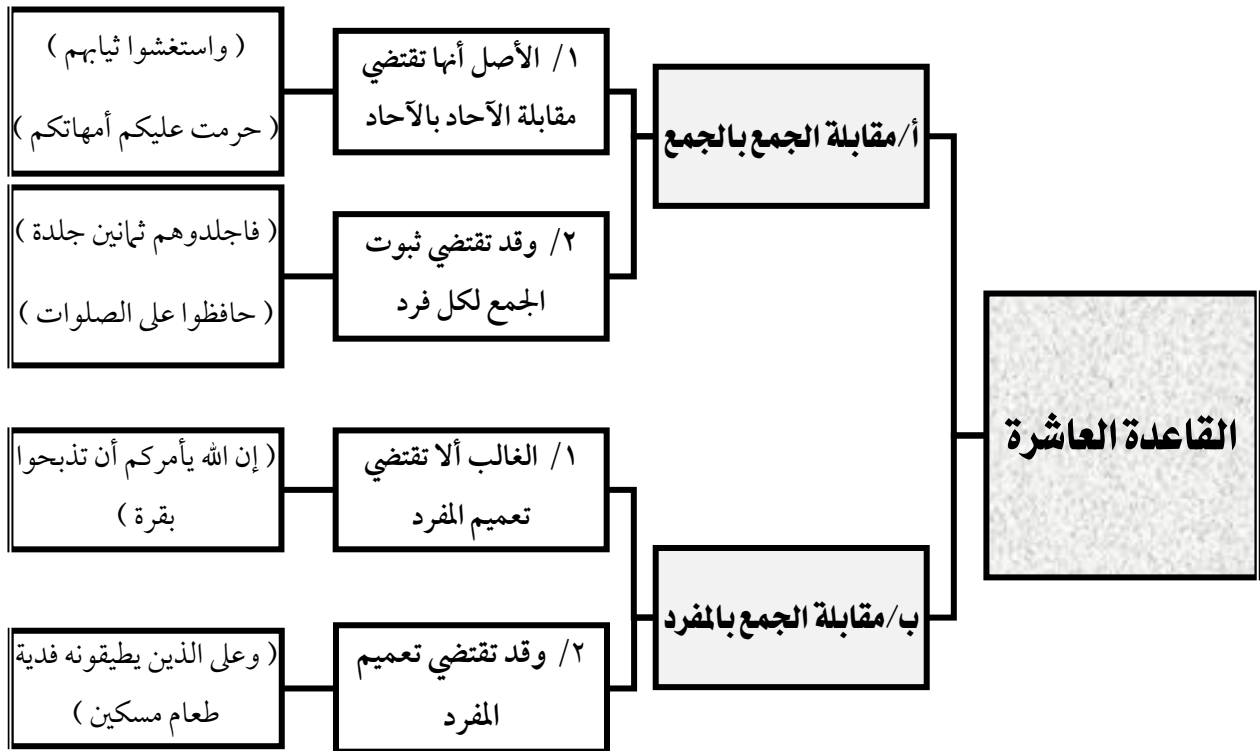 القاعدة العاشرة
أ/مقابلة الجمع بالجمع
١/ الأصل أنها تقتضي
مقابلة الآحاد بالآحاد
( واستغشوا ثيابهم )
( حرمت عليكم أمهاتكم )
٢/ وقد تقتضي ثبوت
الجمع لكل فرد
( فاجلدوهم ثمانين جلدة )
( حافظوا على الصلوات )
ب/مقابلة الجمع بالمفرد
١/ الغالب ألا تقتضي
تعميم المفرد
( إن الله يأمركم أن تذبحوا
بقرة )
٢/ وقد تقتضي تعميم
المفرد
( وعلى الذين يطيقونه فدية
طعام مسكين )